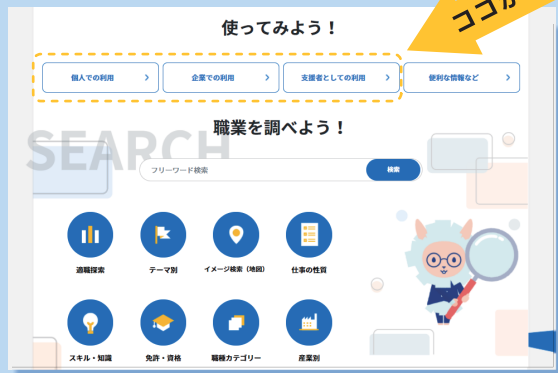 ココが
使ってみよう！
個人での利用
企業での利用
支援者としての利用
便利な情報など
SEARCH
職業を調べよう！
フリーワード検索
検索
適職探索
テーマ別
イメージ検索（地図）
仕事の性質
スキル・知識
免許・資格
職種カテゴリー
産業別